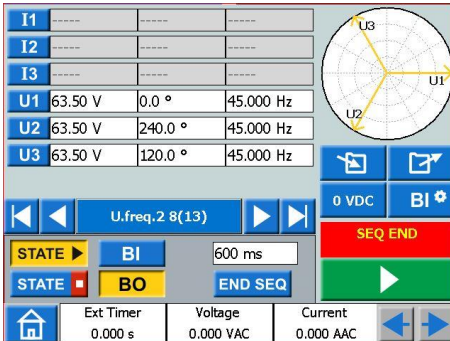 I1 ----- ----- -----
I2 ----- ----- -----
I3 ----- ----- -----
U1 63.50 V 0.0 ° 45.000 Hz
U2 63.50 V 240.0 ° 45.000 Hz
U3 63.50 V 120.0 ° 45.000 Hz
U3
U1
U2
0 VDC BI
U.freq.2 8(13)
SEQ END
STATE BI 600 ms
STATE BO END SEQ
Ext Timer Voltage Current
0.000 s 0.000 VAC 0.000 AAC